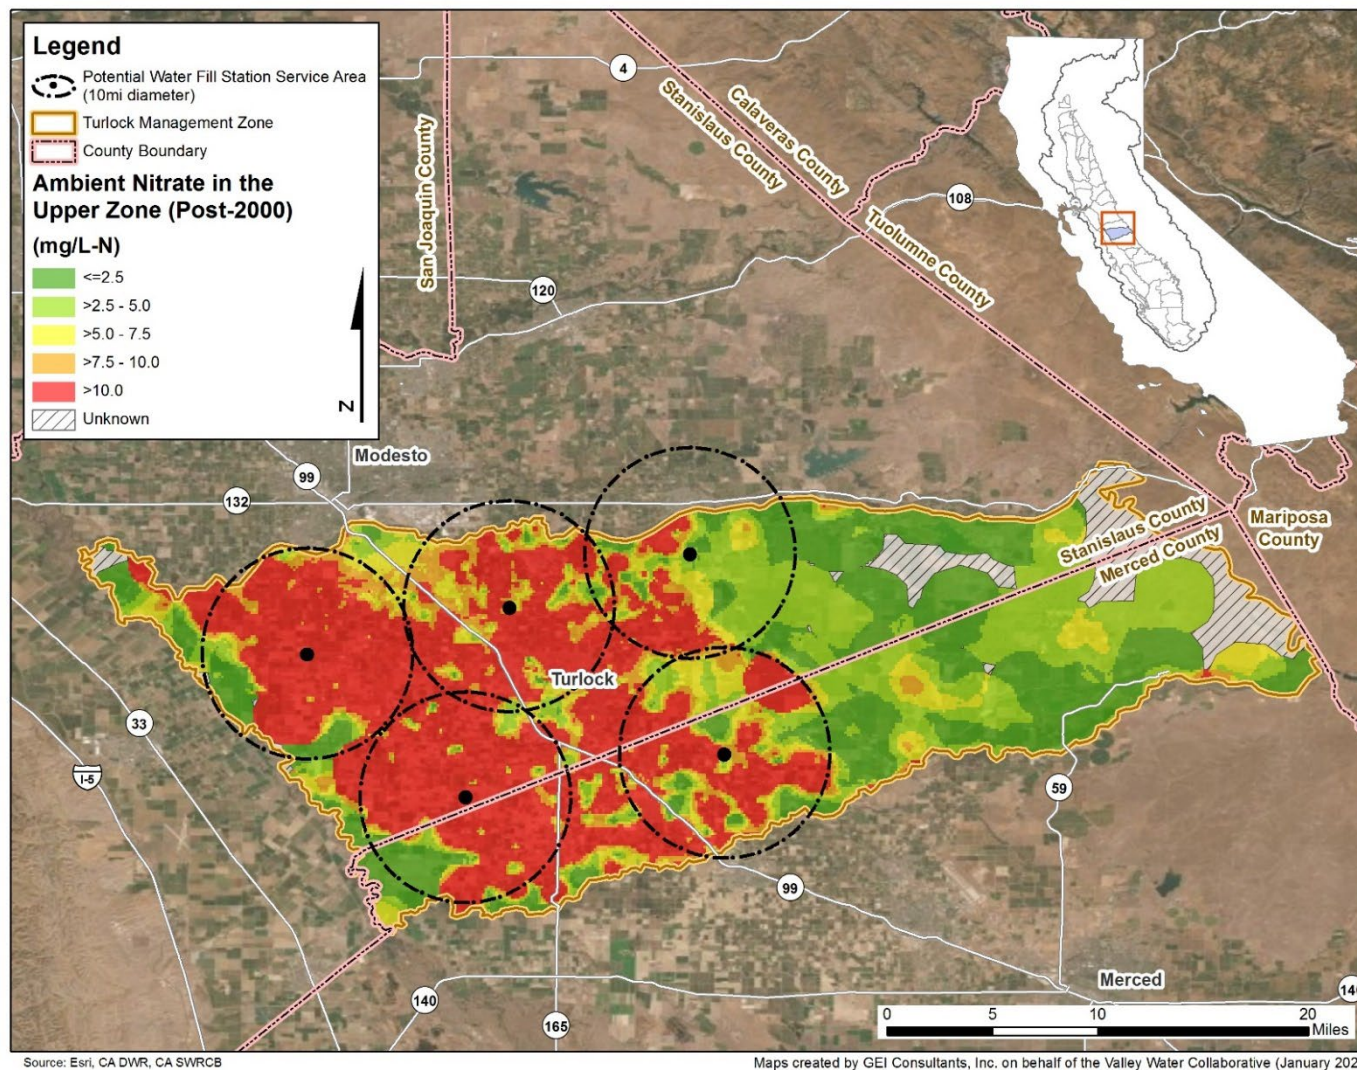 Legend
Potential Water Fill Station Service Area
(10mi diameter)
Turlock Management Zone
County Boundary
Ambient Nitrate in the
Upper Zone (Post-2000)
(mg/L-N)
<=2.5
>2.5 - 5.0
>5.0 - 7.5
>7.5 - 10.0
>10.0
Unknown
N
San Joaquin County
4
Stanislaus County
Calaveras County
Tuolumne County
108
120
Modesto
99
132
Stanislaus County
Merced County
Mariposa
County
Turlock
33
I-5
59
99
140
165
Merced
140
0 5 10 20
Miles
Source: Esri, CA DWR, CA SWRCB
Maps created by GEI Consultants, Inc. on behalf of the Valley Water Collaborative (January 202